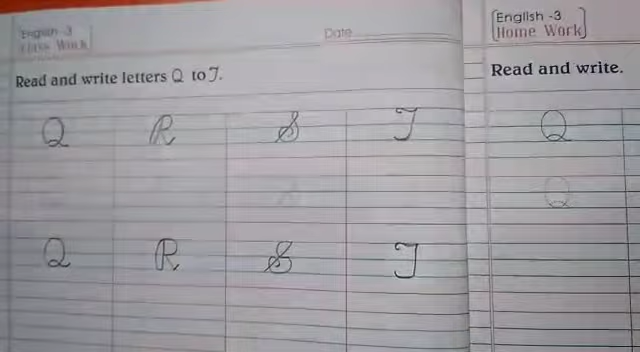 English -3
Class Work
Date
Read and write letters Q to T.
Q R S T
Q R S T
English -3
Home Work
Read and write.
Q
Q